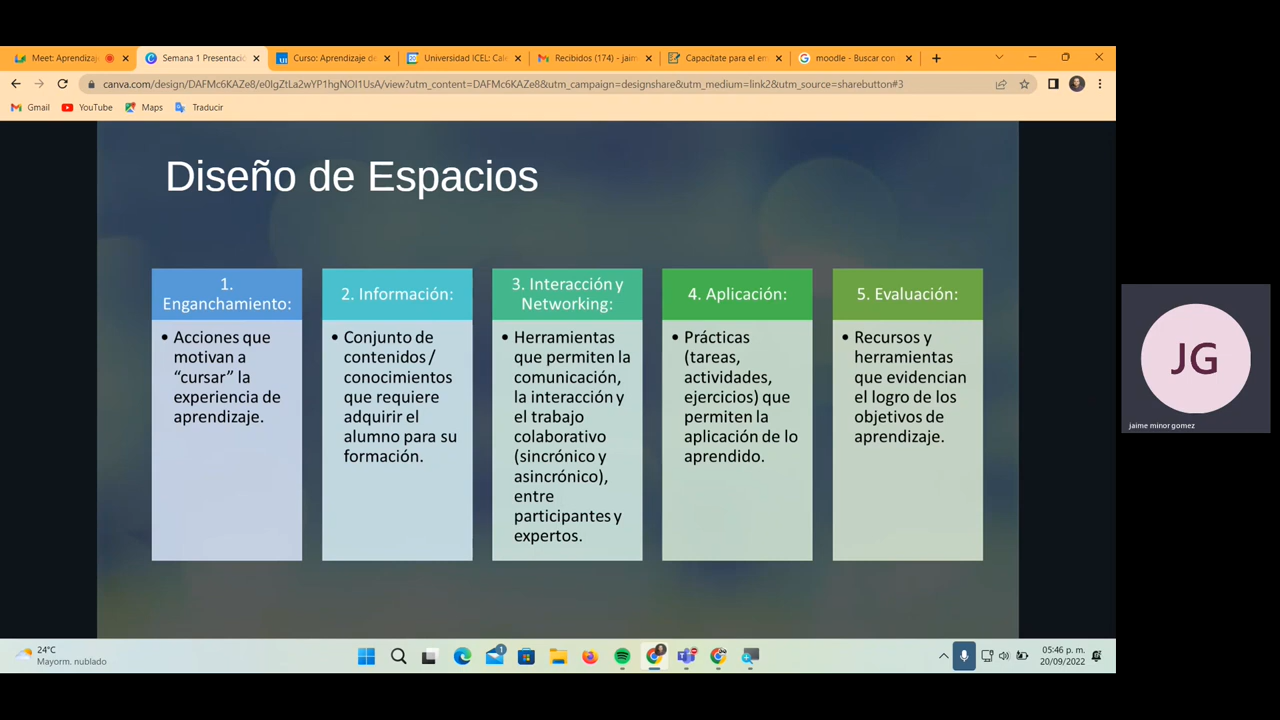 Meet: Aprendizaj
Semana 1 Presentació
Curso: Aprendizaje de
Universidad ICEL: Cale
Recibidos (174) - jaim
Capacítate para el en
moodle - Buscar con
canva.com/design/DAFMc6KAZe8/e0lgZtLa2wYP1hgNOI1UsA/view?utm_content=DAFMc6KAZe8&utm_campaign=designshare&utm_medium=link2&utm_source=sharebutton#3
Gmail
YouTube
Maps
Traducir
Diseño de Espacios
1.
Enganchamiento:
• Acciones que
motivan a
“cursar” la
experiencia de
aprendizaje.
2. Información:
• Conjunto de
contenidos /
conocimientos
que requiere
adquirir el
alumno para su
formación.
3. Interacción y
Networking:
• Herramientas
que permiten la
comunicación,
la interacción y
el trabajo
colaborativo
(sincrónico y
asincrónico),
entre
participantes y
expertos.
4. Aplicación:
• Prácticas
(tareas,
actividades,
ejercicios) que
permiten la
aplicación de lo
aprendido.
5. Evaluación:
• Recursos y
herramientas
que evidencian
el logro de los
objetivos de
aprendizaje.
JG
jaime minor gomez
24°C
Mayorm. nublado
05:46 p. m.
20/09/2022